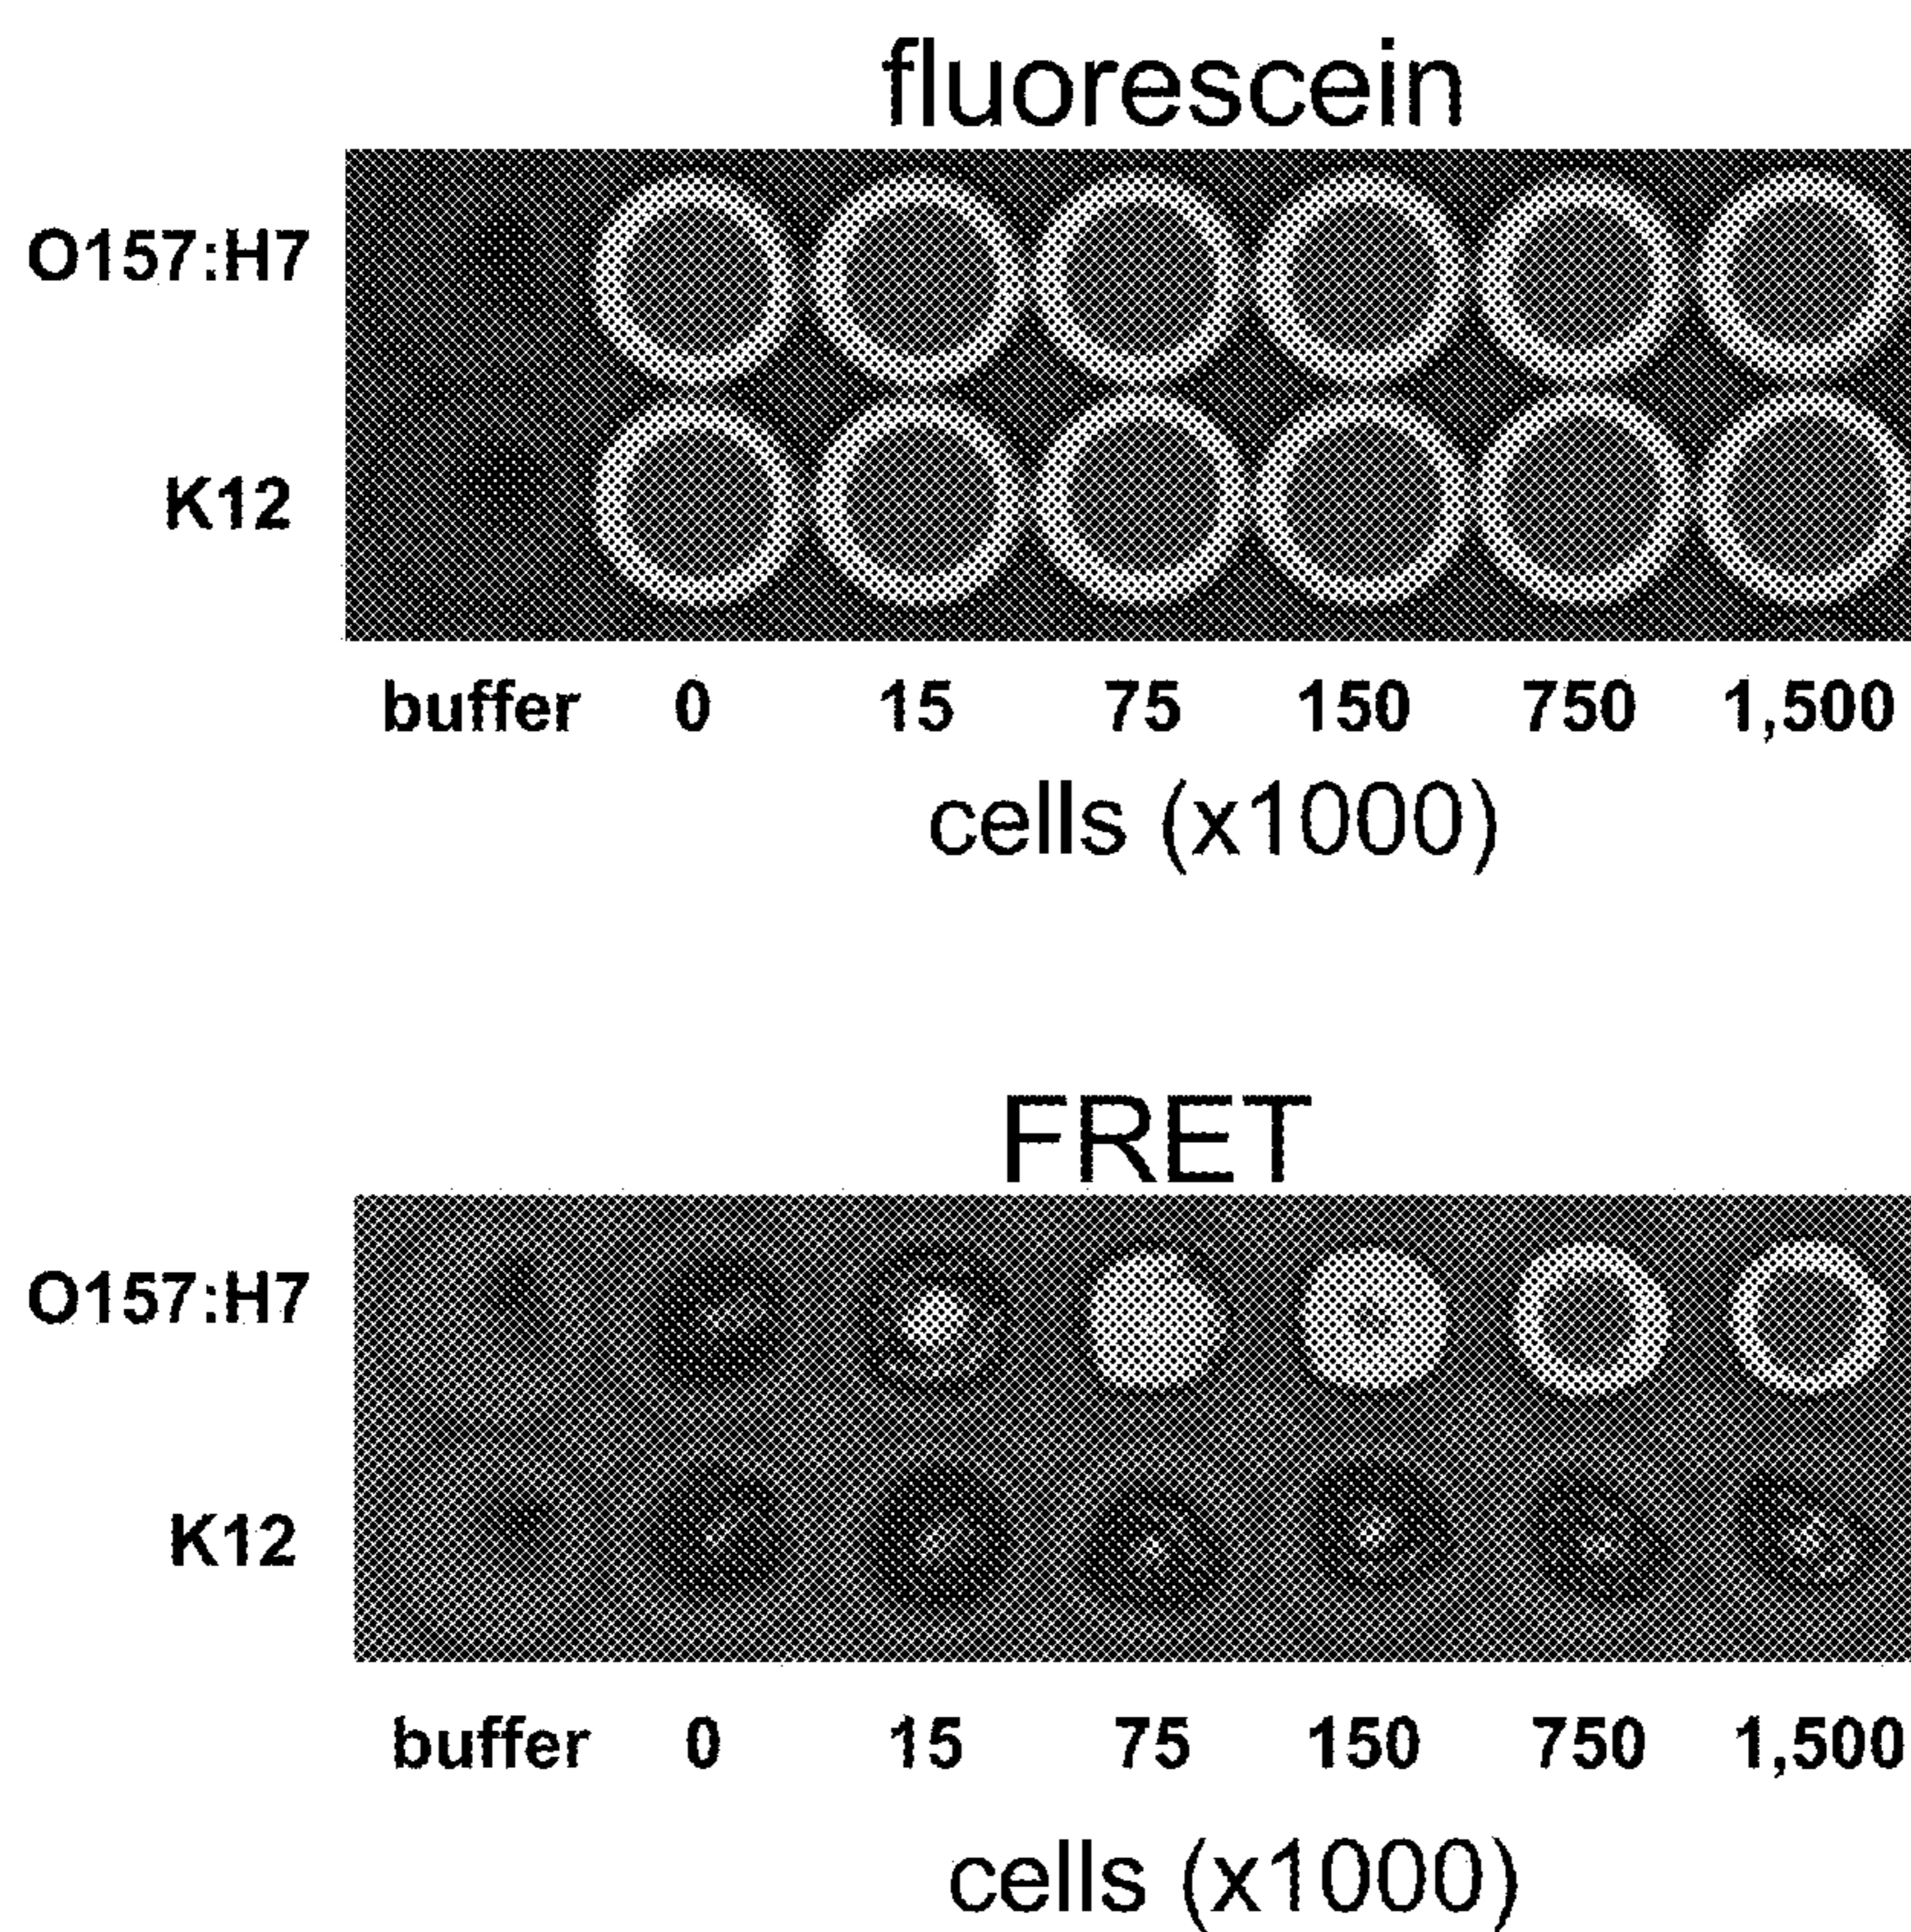 fluorescein
O157:H7
K12
buffer 0 15 75 150 750 1,500
cells (x1000)
FRET
O157:H7
K12
buffer 0 15 75 150 750 1,500
cells (x1000)